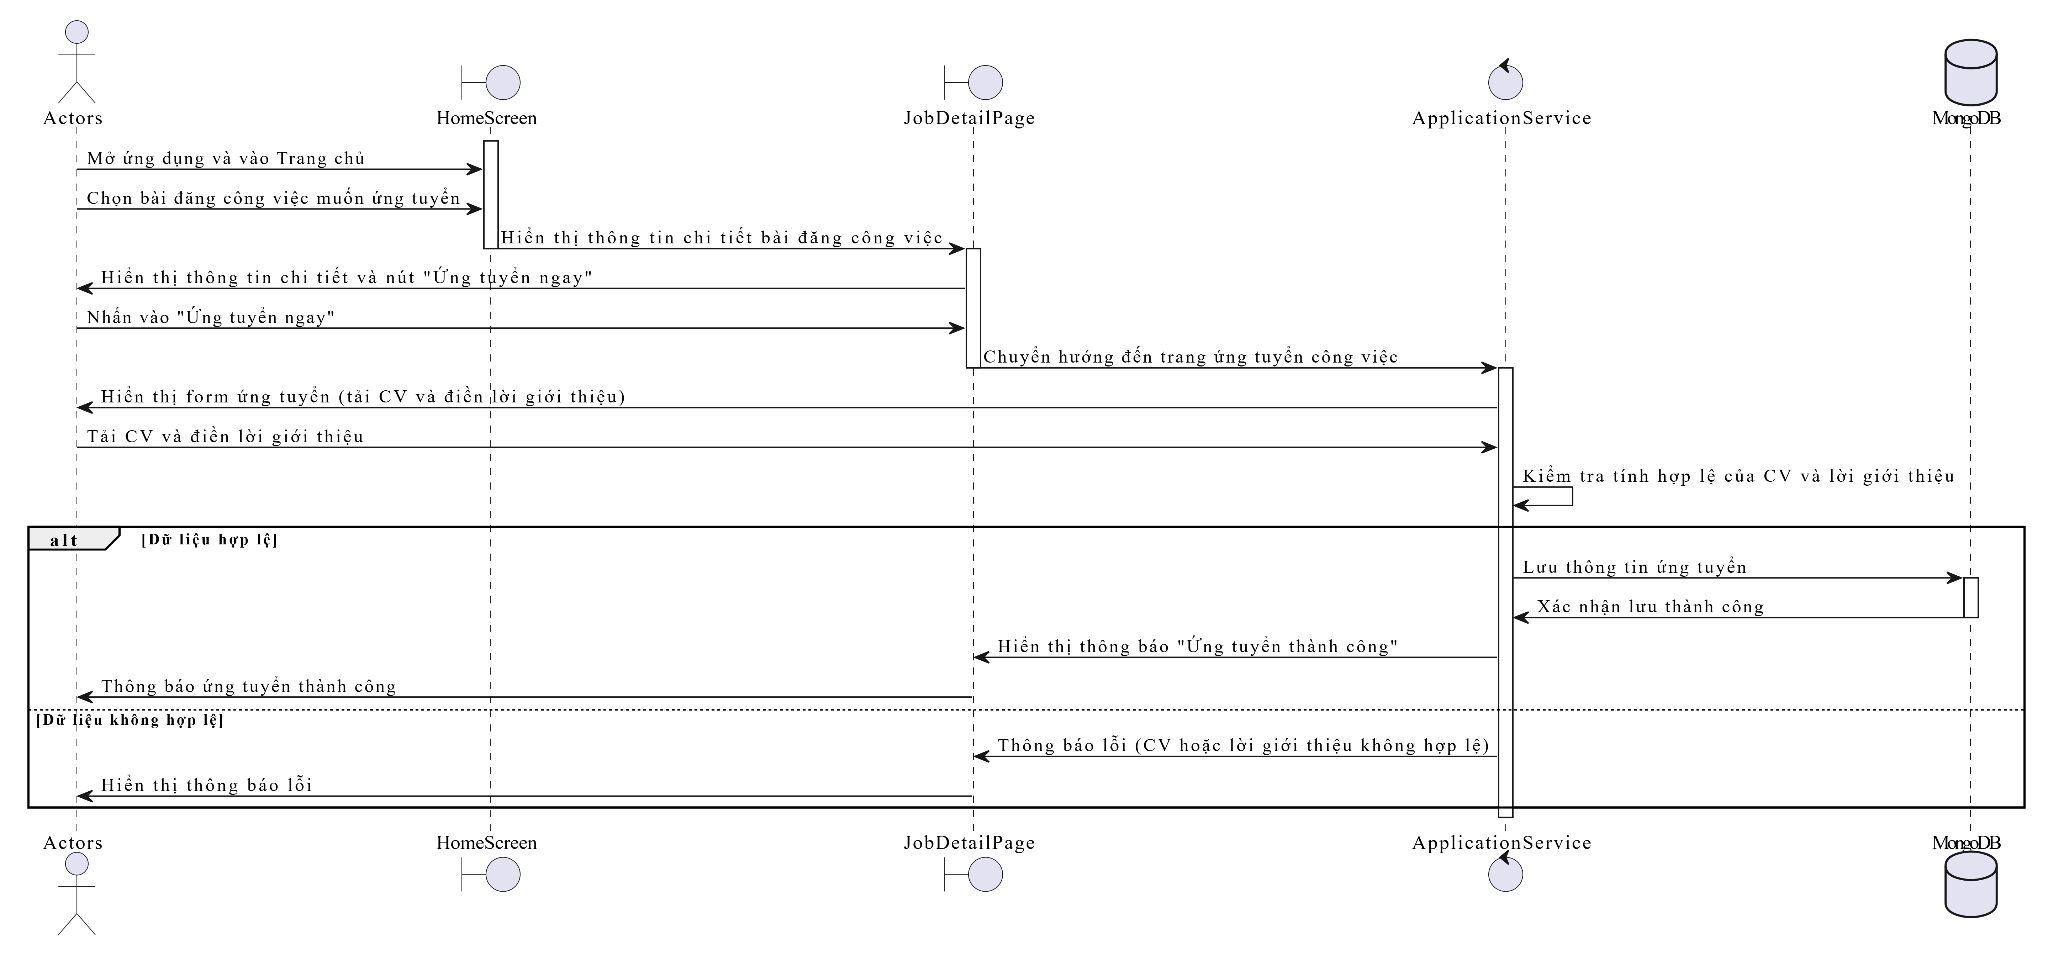 Actors
HomeScreen
JobDetailPage
ApplicationService
MongoDB
Mở ứng dụng và vào Trang chủ
Chọn bài đăng công việc muốn ứng tuyển
Hiển thị thông tin chi tiết bài đăng công việc
Hiển thị thông tin chi tiết và nút "Ứng tuyển ngay"
Nhấn vào "Ứng tuyển ngay"
Chuyển hướng đến trang ứng tuyển công việc
Hiển thị form ứng tuyển (tải CV và điền lời giới thiệu)
Tải CV và điền lời giới thiệu
Kiểm tra tính hợp lệ của CV và lời giới thiệu
alt [Dữ liệu hợp lệ]
Lưu thông tin ứng tuyển
Xác nhận lưu thành công
Hiển thị thông báo "Ứng tuyển thành công"
Thông báo ứng tuyển thành công
[Dữ liệu không hợp lệ]
Thông báo lỗi (CV hoặc lời giới thiệu không hợp lệ)
Hiển thị thông báo lỗi
Actors
HomeScreen
JobDetailPage
ApplicationService
MongoDB